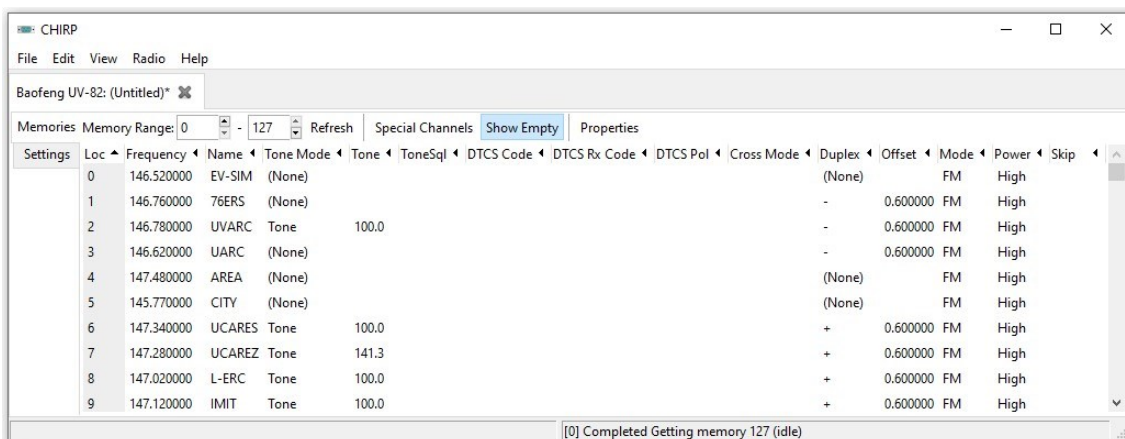 CHIRP
File Edit View Radio Help
Baofeng UV-82: (Untitled)*
Memories Memory Range: 0 - 127 Refresh Special Channels Show Empty Properties
Settings Loc Frequency Name Tone Mode Tone ToneSql DTCS Code DTCS Rx Code DTCS Pol Cross Mode Duplex Offset Mode Power Skip
0 146.520000 EV-SIM (None) (None) FM High
1 146.760000 76ERS (None) - 0.600000 FM High
2 146.780000 UVARC Tone 100.0 - 0.600000 FM High
3 146.620000 UARC (None) - 0.600000 FM High
4 147.480000 AREA (None) (None) FM High
5 145.770000 CITY (None) (None) FM High
6 147.340000 UCARES Tone 100.0 + 0.600000 FM High
7 147.280000 UCAREZ Tone 141.3 + 0.600000 FM High
8 147.020000 L-ERC Tone 100.0 + 0.600000 FM High
9 147.120000 IMIT Tone 100.0 + 0.600000 FM High
[0] Completed Getting memory 127 (idle)